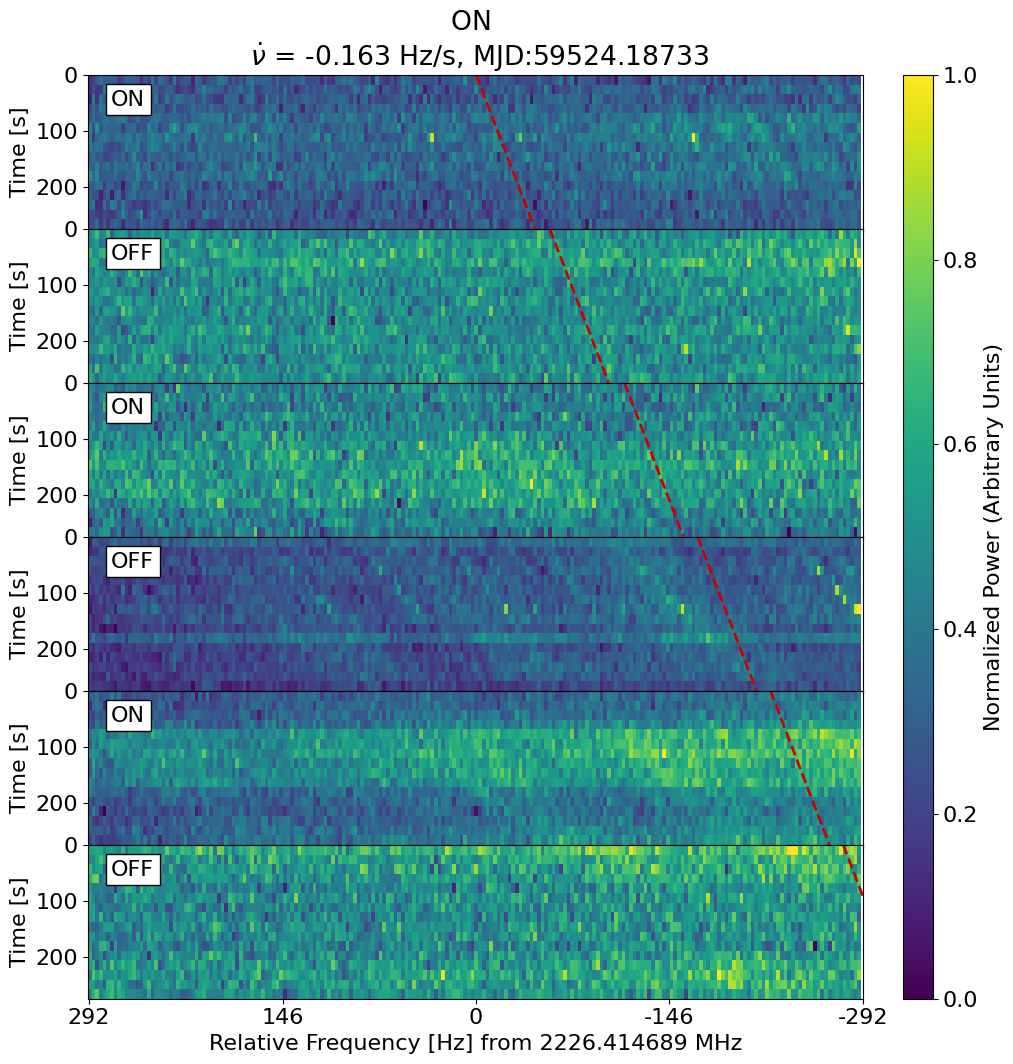 ON
ν̇ = -0.163 Hz/s, MJD:59524.18733
0
ON
Time [s]
100
200
0
OFF
Time [s]
100
200
0
ON
Time [s]
100
200
0
OFF
Time [s]
100
200
0
ON
Time [s]
100
200
0
OFF
Time [s]
100
200
292 146 0 -146 -292
Relative Frequency [Hz] from 2226.414689 MHz
1.0
0.8
0.6
0.4
0.2
0.0
Normalized Power (Arbitrary Units)